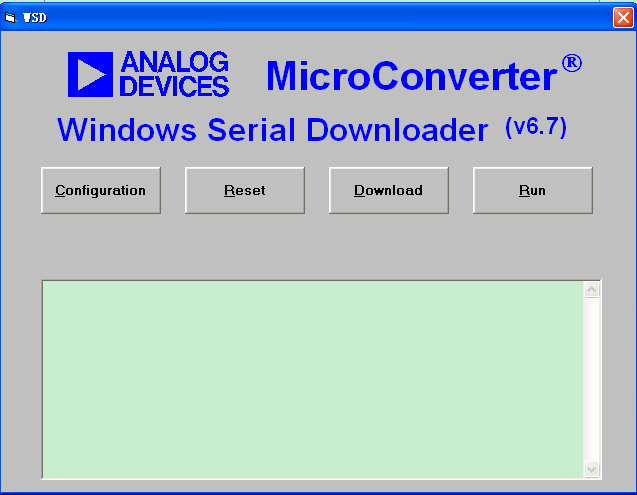 WSD
ANALOG
DEVICES
MicroConverter®
Windows Serial Downloader (v6.7)
Configuration
Reset
Download
Run